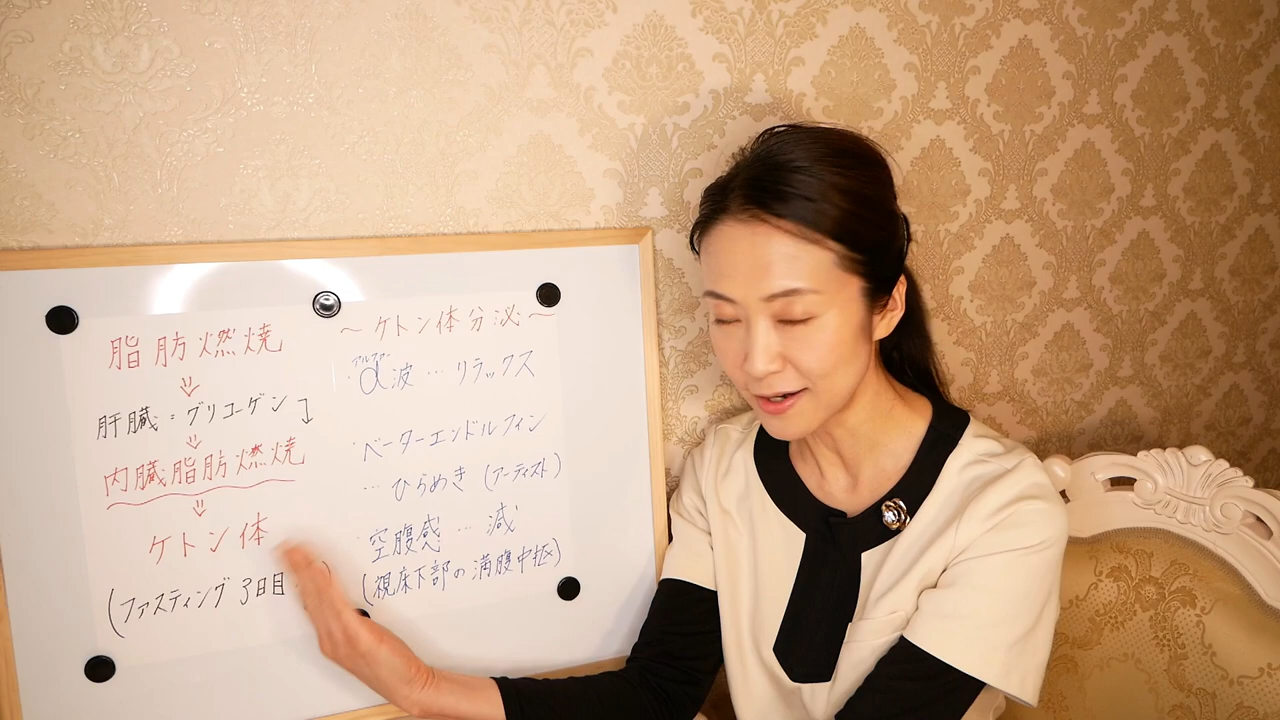 脂肪燃焼
肝臓=グリコーゲン
内臓脂肪燃焼
ケトン体
(ファスティング 3日目
～ケトン体分泌～
アルファー
・α波 … リラックス
・ベーターエンドルフィン
… ひらめき (アーティスト)
・空腹感 … 減
(視床下部の満腹中枢)